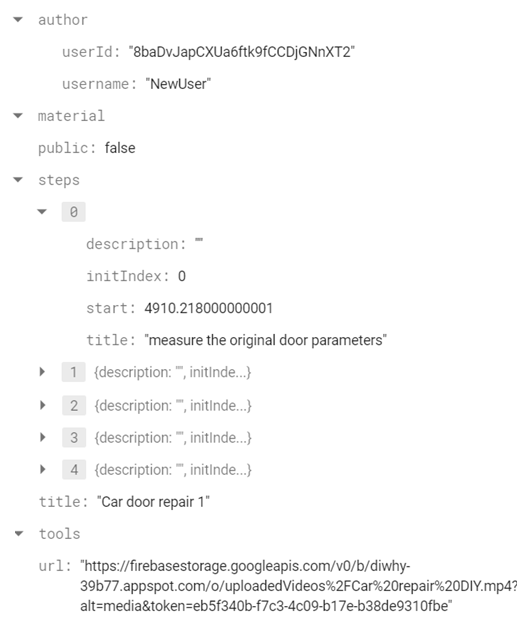 author
userId: "8baDvJapCXUa6ftk9fCCDjGNnXT2"
username: "NewUser"
material
public: false
steps
0
description: ""
initIndex: 0
start: 4910.218000000001
title: "measure the original door parameters"
1 {description: "", initInde...}
2 {description: "", initInde...}
3 {description: "", initInde...}
4 {description: "", initInde...}
title: "Car door repair 1"
tools
url: "https://firebasestorage.googleapis.com/v0/b/diwhy-
39b77.appspot.com/o/uploadedVideos%2FCar%20repair%20DIY.mp4?
alt=media&token=eb5f340b-f7c3-4c09-b17e-b38de9310fbe"